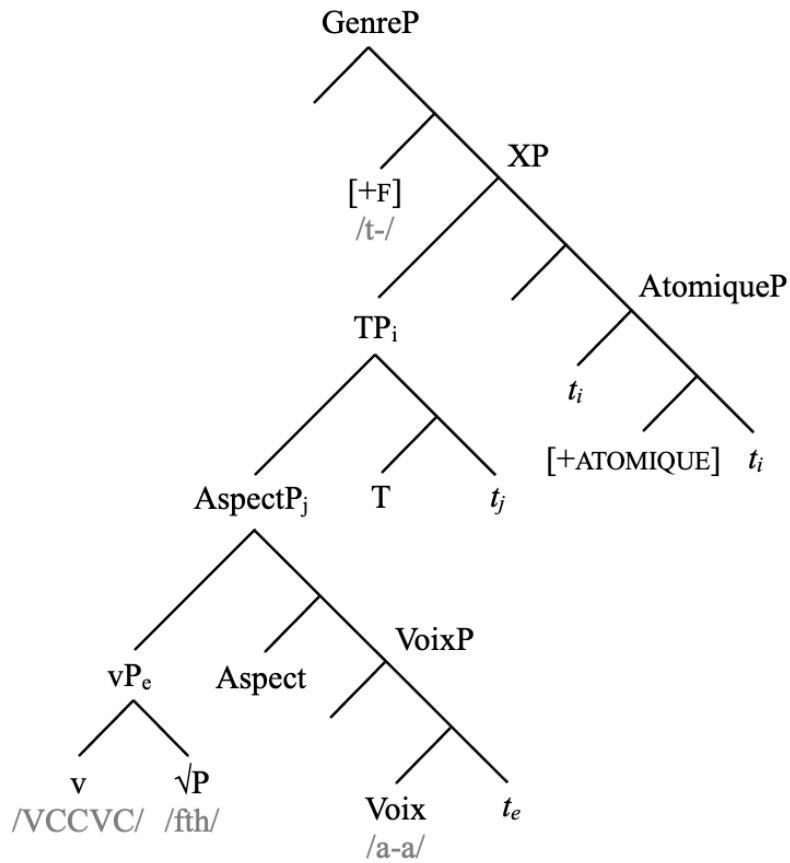 GenreP
XP
[+F]
/t-/
AtomiqueP
TPi
ti
[+ATOMIQUE] ti
AspectPj T tj
VoixP
vPe Aspect
v √P Voix te
/VCCVC/ /fth/ /a-a/